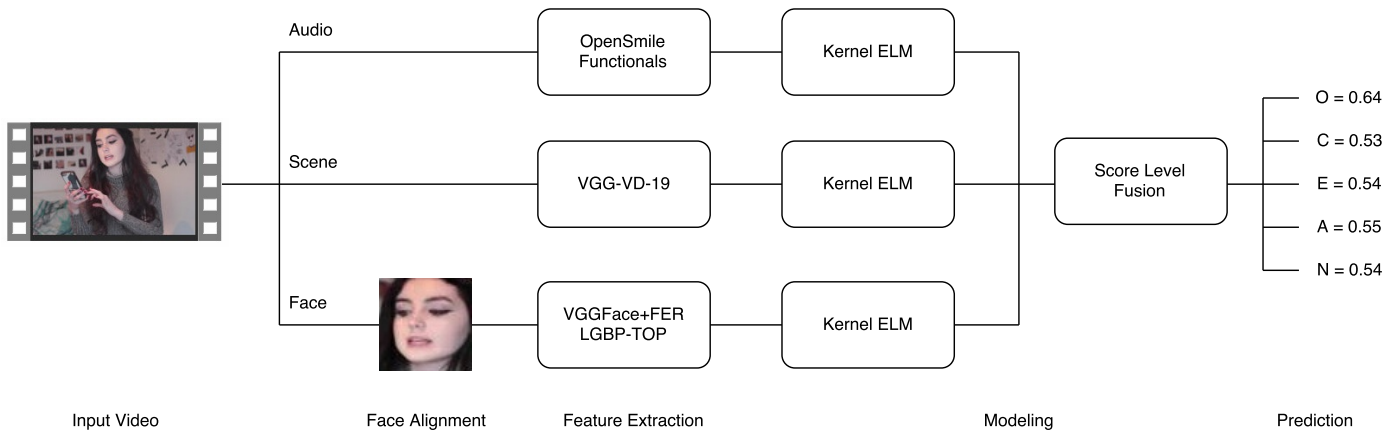 Audio
OpenSmile
Functionals
Kernel ELM
Scene
VGG-VD-19
Kernel ELM
Face
VGGFace+FER
LGBP-TOP
Kernel ELM
Score Level
Fusion
O = 0.64
C = 0.53
E = 0.54
A = 0.55
N = 0.54
Input Video
Face Alignment
Feature Extraction
Modeling
Prediction